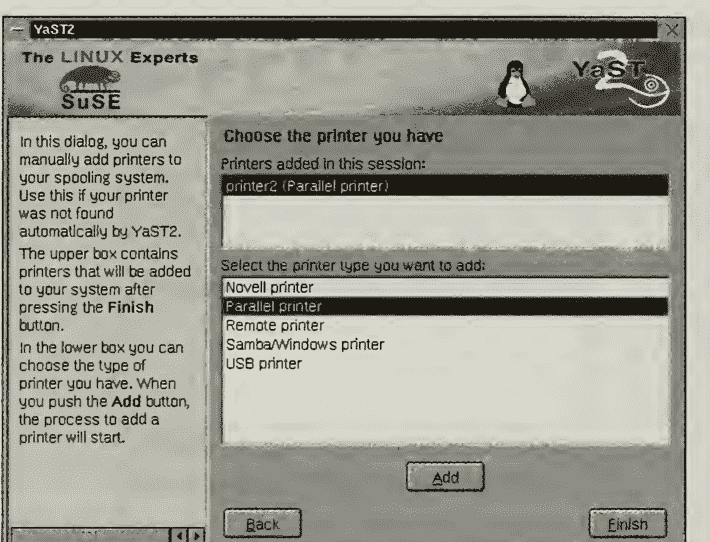 YaST2
The LINUX Experts
SuSE
YaST
2
In this dialog, you can
manually add printers to
your spooling system.
Use this if your printer
was not found
automatically by YaST2.
The upper box contains
printers that will be added
to your system after
pressing the Finish
button.
In the lower box you can
choose the type of
printer you have. When
you push the Add button,
the process to add a
printer will start.
Choose the printer you have
Printers added in this session:
printer2 (Parallel printer)
Select the printer type you want to add:
Novell printer
Parallel printer
Remote printer
Samba/Windows printer
USB printer
Add
Back
Finish